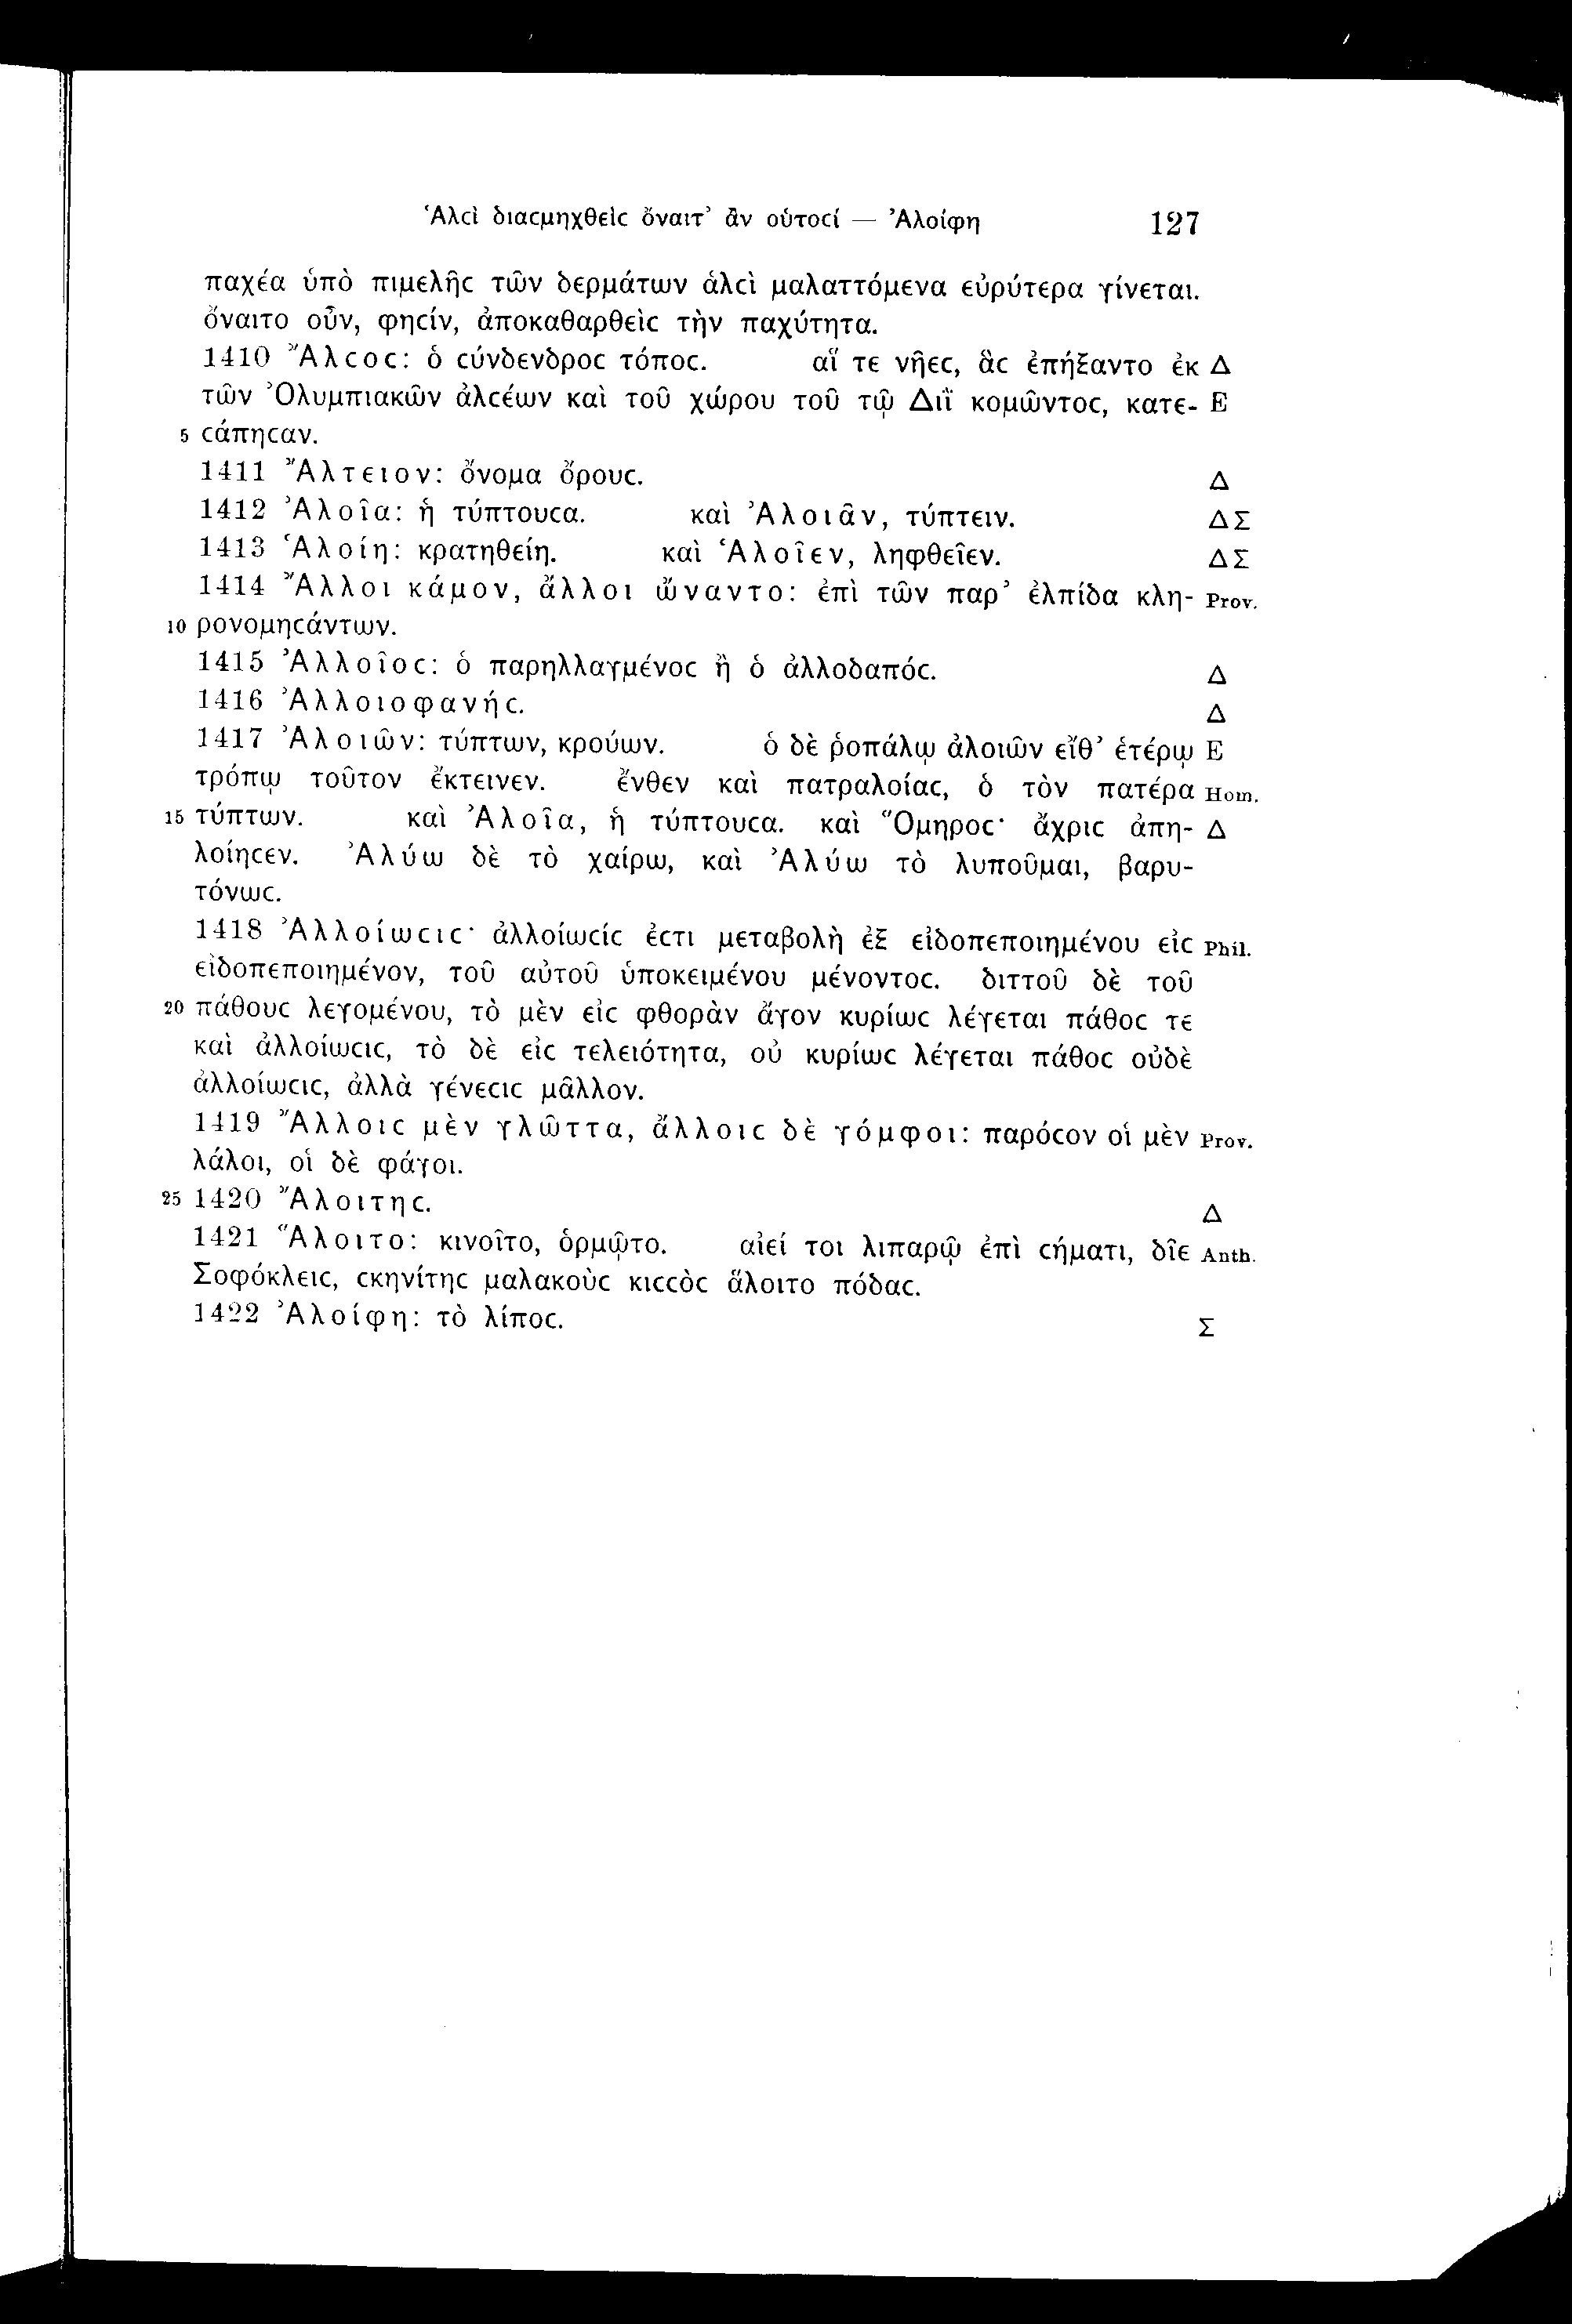 Ἁλσὶ διασμηχθεὶς ὄναιτ’ ἂν οὑτοσί — Ἀλοίφη 127
παχέα ὑπὸ πιμελῆς τῶν δερμάτων ἁλσὶ μαλαττόμενα εὐρύτερα γίνεται.
ὄναιτο οὖν, φησίν, ἀποκαθαρθεὶς τὴν παχύτητα.
1410 Ἄλσος: ὁ σύνδενδρος τόπος. αἵ τε νῆες, ἃς ἐπήξαντο ἐκ Δ
τῶν Ὀλυμπιακῶν ἀλσέων καὶ τοῦ χώρου τοῦ τῷ Διῒ κομῶντος, κατε- Ε
5 σάπησαν.
1411 Ἄλτειον: ὄνομα ὄρους. Δ
1412 Ἀλοῖα: ἡ τύπτουσα. καὶ Ἀλοιᾶν, τύπτειν. ΔΣ
1413 Ἁλοίη: κρατηθείη. καὶ Ἁλοῖεν, ληφθεῖεν. ΔΣ
1414 Ἄλλοι κάμον, ἄλλοι ὤναντο: ἐπὶ τῶν παρ’ ἐλπίδα κλη- Prov.
10 ρονομησάντων.
1415 Ἀλλοῖος: ὁ παρηλλαγμένος ἢ ὁ ἀλλοδαπός. Δ
1416 Ἀλλοιοφανής. Δ
1417 Ἀλοιῶν: τύπτων, κρούων. ὁ δὲ ῥοπάλῳ ἀλοιῶν εἴθ’ ἑτέρῳ Ε
τρόπῳ τοῦτον ἔκτεινεν. ἔνθεν καὶ πατραλοίας, ὁ τὸν πατέρα Hom.
15 τύπτων. καὶ Ἀλοῖα, ἡ τύπτουσα. καὶ Ὅμηρος· ἄχρις ἀπη- Δ
λοίησεν. Ἀλύω δὲ τὸ χαίρω, καὶ Ἀλύω τὸ λυποῦμαι, βαρυ-
τόνως.
1418 Ἀλλοίωσις· ἀλλοίωσίς ἐστι μεταβολὴ ἐξ εἰδοπεποιημένου εἰς Phil.
εἰδοπεποιημένον, τοῦ αὐτοῦ ὑποκειμένου μένοντος. διττοῦ δὲ τοῦ
20 πάθους λεγομένου, τὸ μὲν εἰς φθορὰν ἄγον κυρίως λέγεται πάθος τε
καὶ ἀλλοίωσις, τὸ δὲ εἰς τελειότητα, οὐ κυρίως λέγεται πάθος οὐδὲ
ἀλλοίωσις, ἀλλὰ γένεσις μᾶλλον.
1419 Ἄλλοις μὲν γλῶττα, ἄλλοις δὲ γόμφοι: παρόσον οἱ μὲν Prov.
λάλοι, οἱ δὲ φάγοι.
25 1420 Ἄλοιτης. Δ
1421 Ἅλοιτο: κινοῖτο, ὁρμῷτο. αἰεί τοι λιπαρῷ ἐπὶ σήματι, δῖε Anth.
Σοφόκλεις, σκηνίτης μαλακοὺς κισσὸς ἅλοιτο πόδας.
1422 Ἀλοίφη: τὸ λίπος. Σ